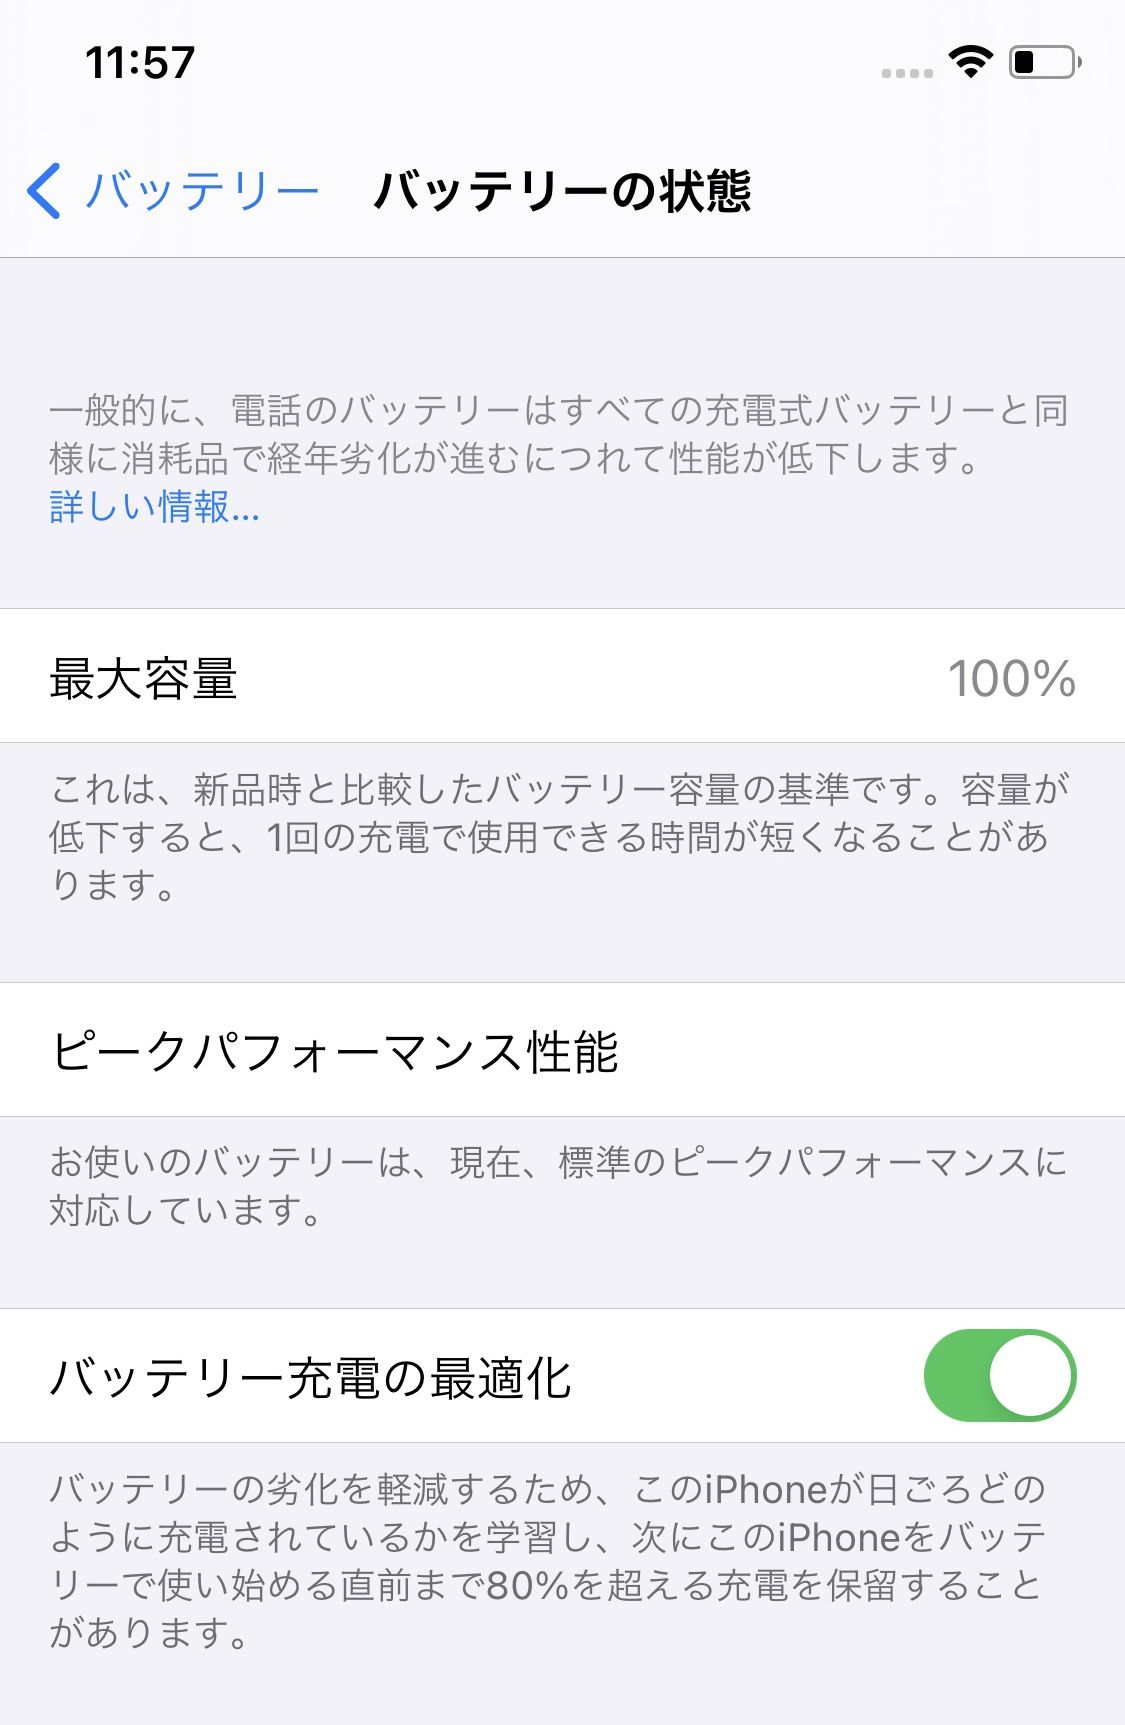 11:57
バッテリー バッテリーの状態
一般的に、電話のバッテリーはすべての充電式バッテリーと同
様に消耗品で経年劣化が進むにつれて性能が低下します。
詳しい情報...
最大容量 100%
これは、新品時と比較したバッテリー容量の基準です。容量が
低下すると、1回の充電で使用できる時間が短くなることがあ
ります。
ピークパフォーマンス性能
お使いのバッテリーは、現在、標準のピークパフォーマンスに
対応しています。
バッテリー充電の最適化
バッテリーの劣化を軽減するため、このiPhoneが日ごろどの
ように充電されているかを学習し、次にこのiPhoneをバッテ
リーで使い始める直前まで80%を超える充電を保留すること
があります。